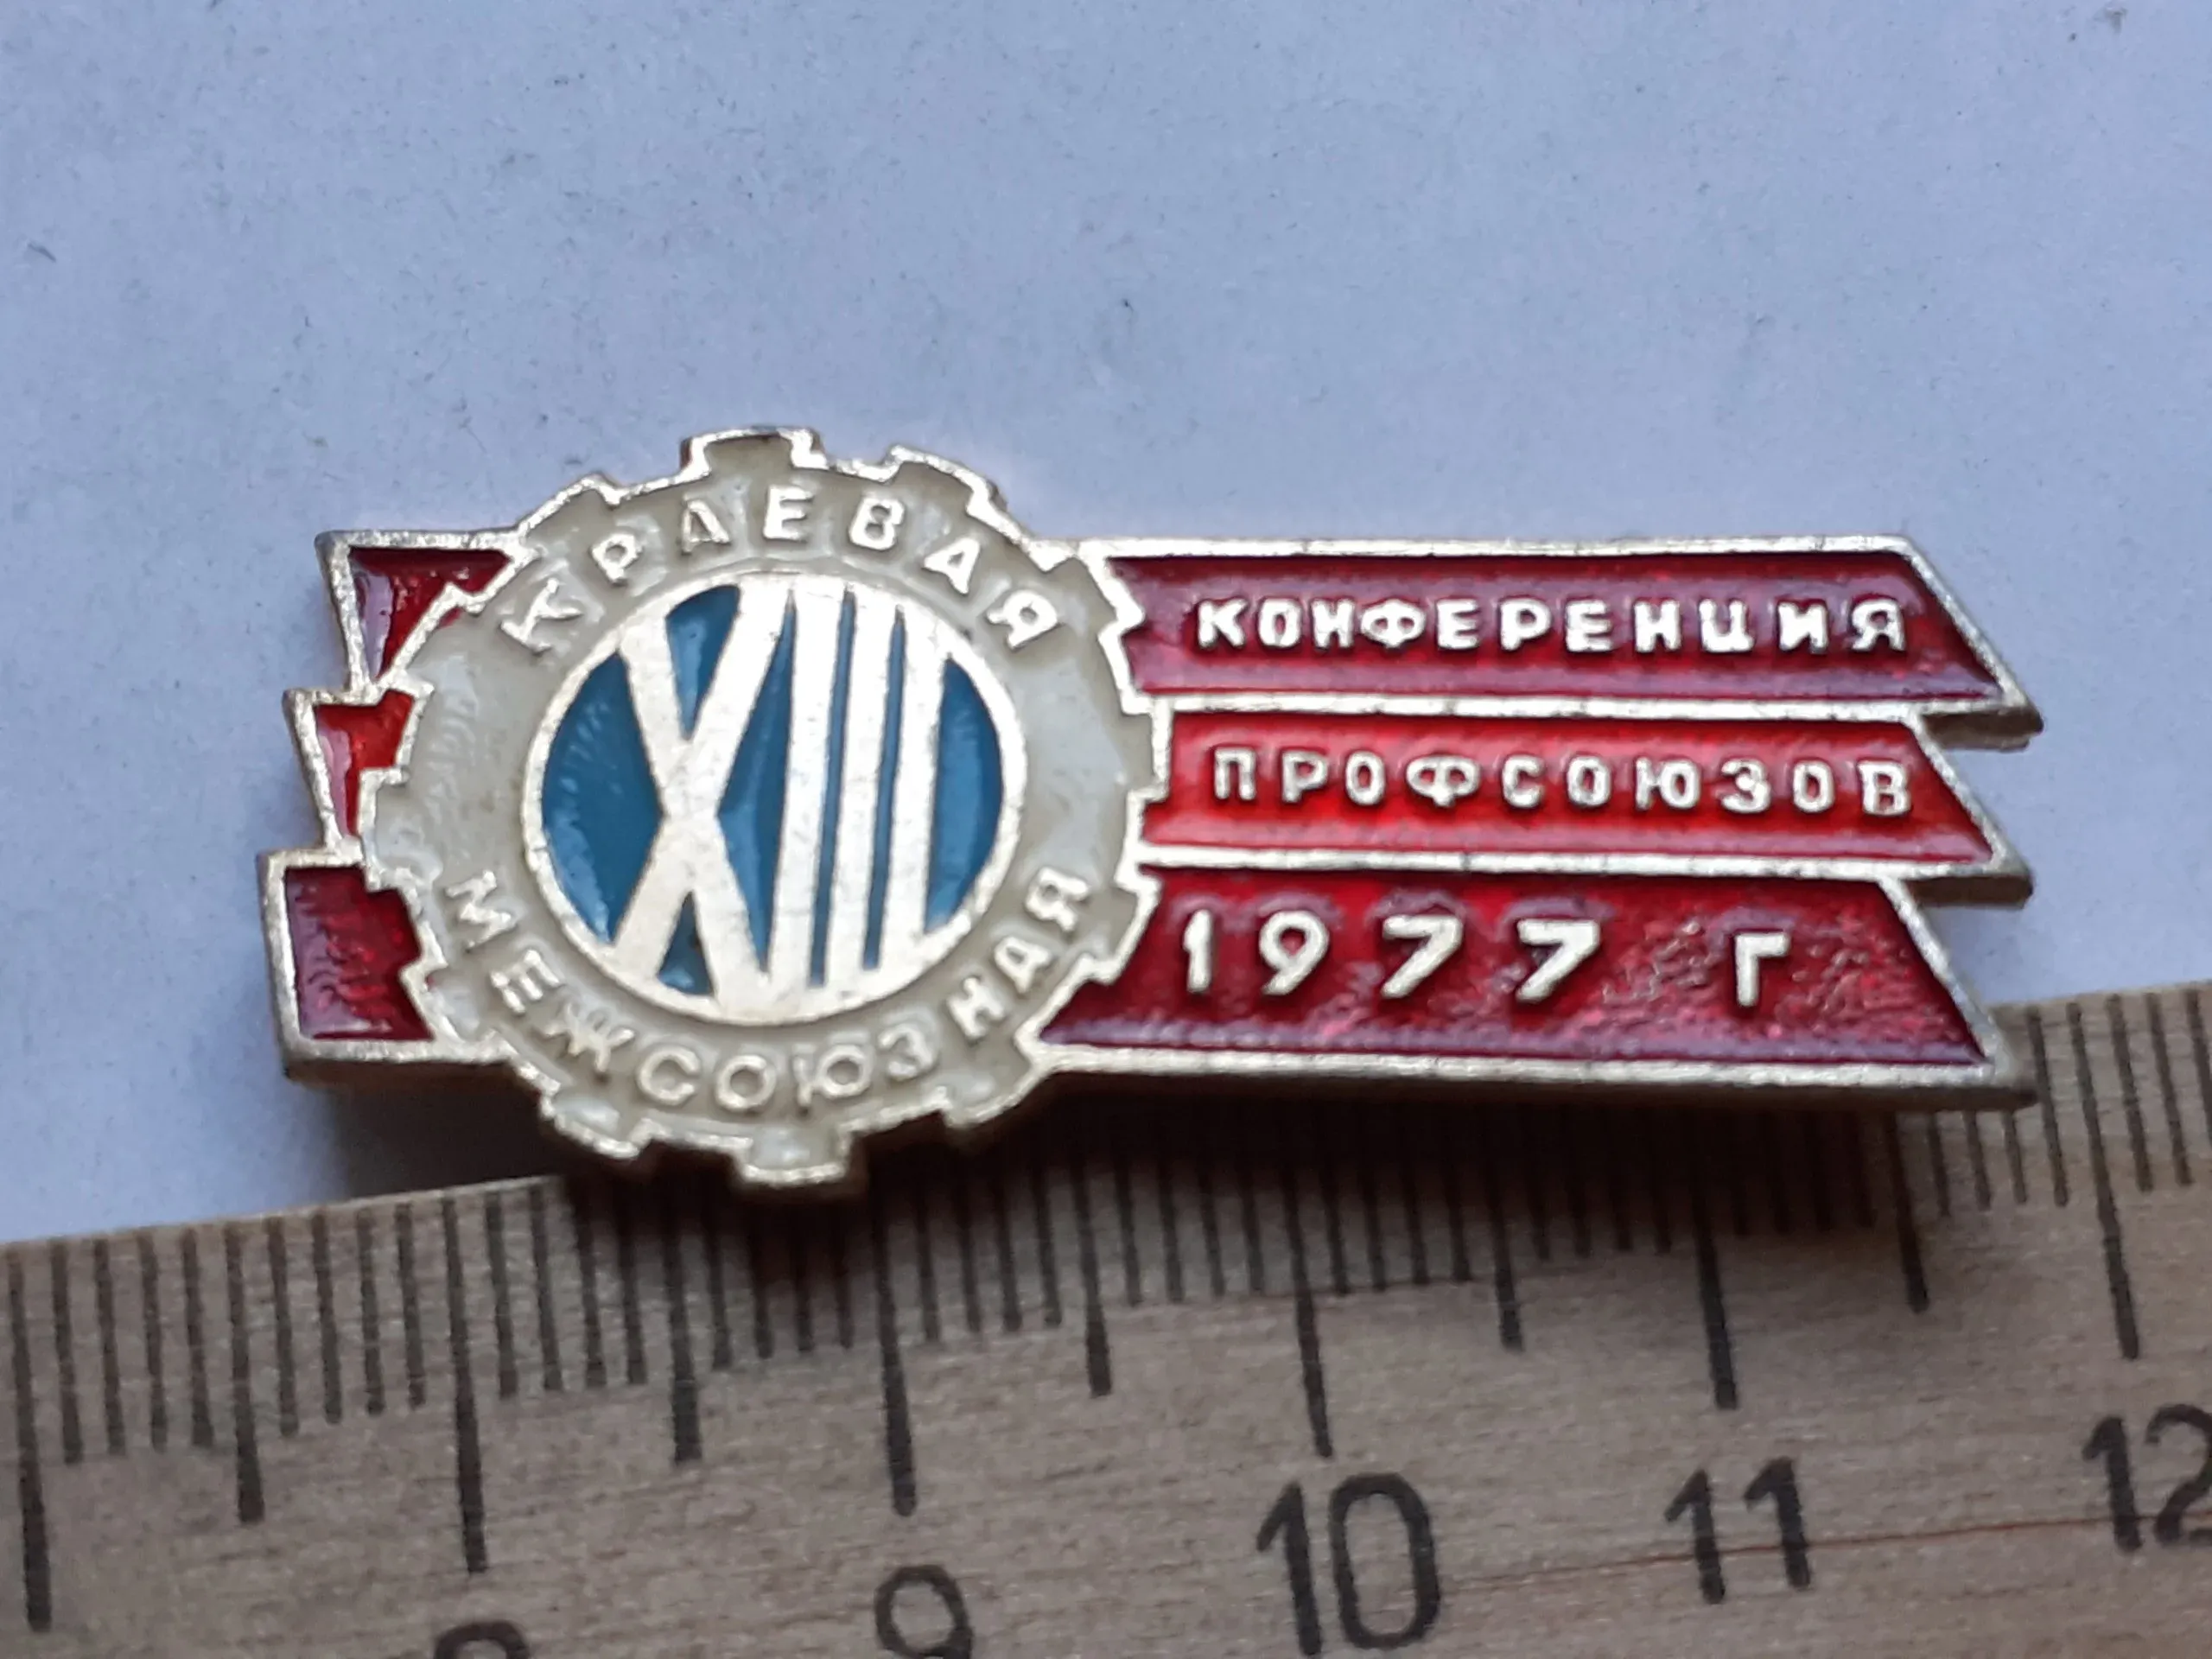 КРАЕВАЯ
XIII
МЕЖСОЮЗНАЯ
КОНФЕРЕНЦИЯ
ПРОФСОЮЗОВ
1977 Г
8 9 10 11 12